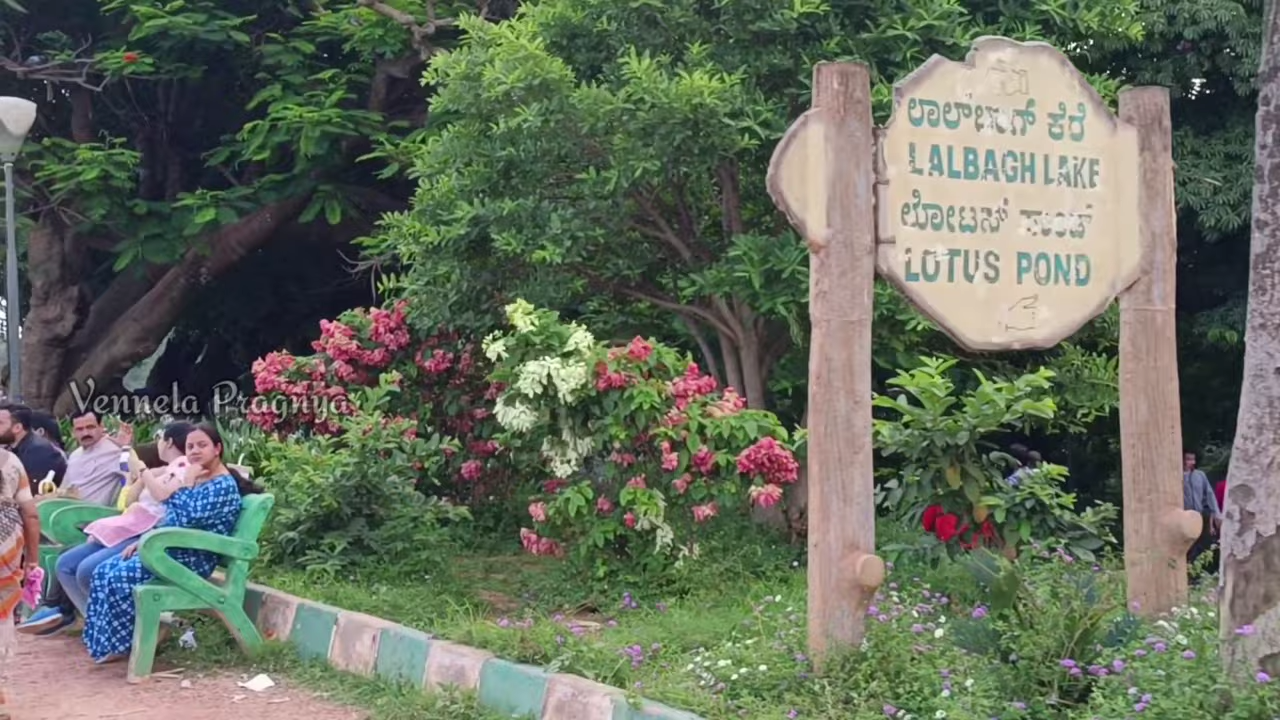 ಲಾಲ್‌ಬಾಗ್ ಕೆರೆ
LALBAGH LAKE
ಲೋಟಸ್ ಪಾಂಡ್
LOTUS POND
Vennela Pragnya